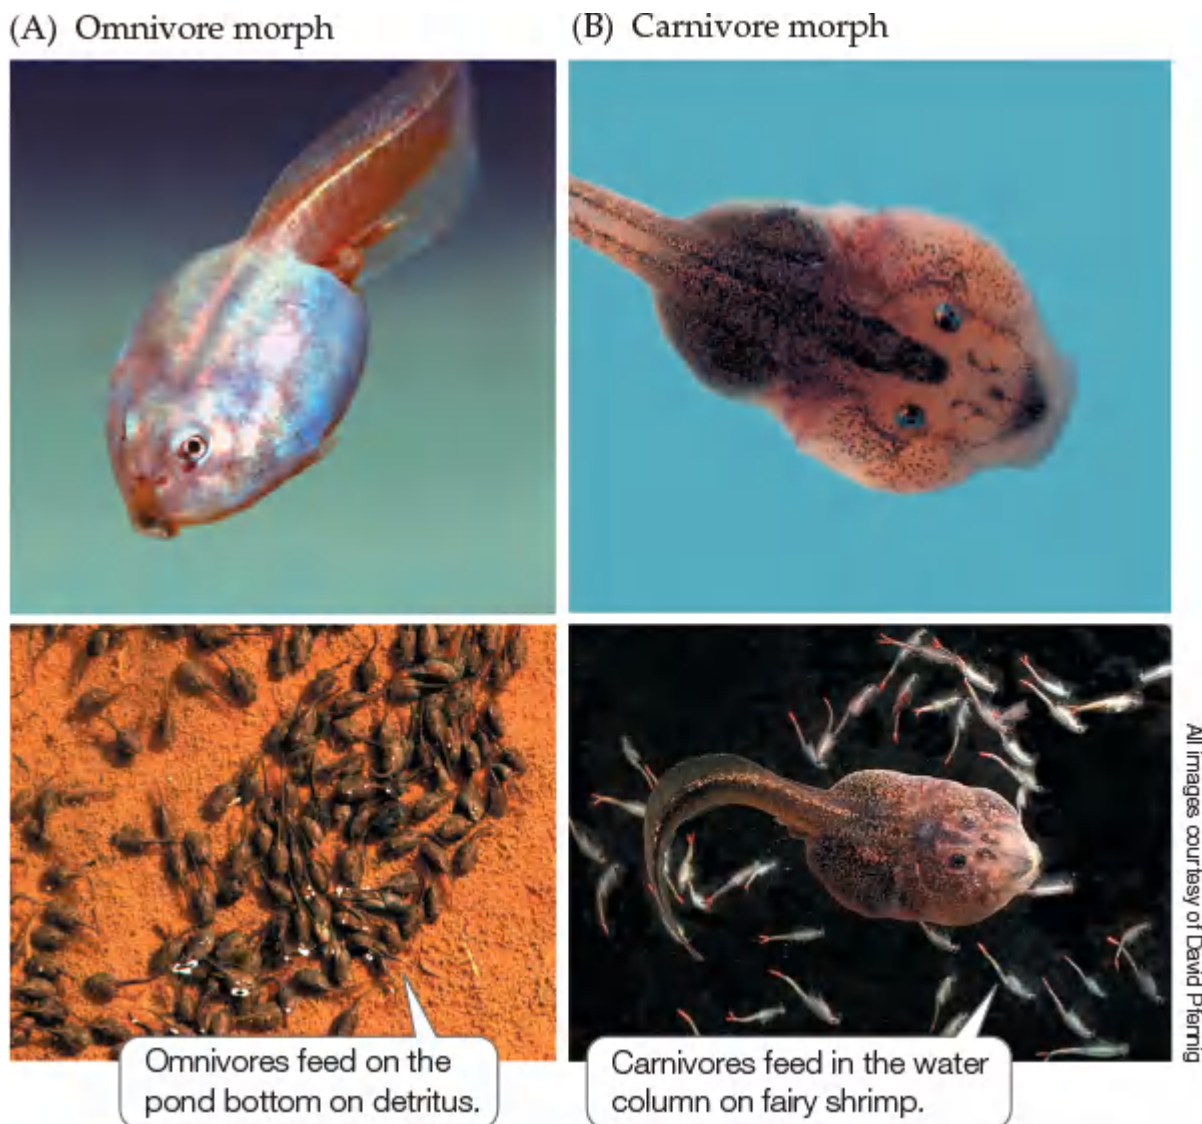 (A) Omnivore morph
(B) Carnivore morph
Omnivores feed on the
pond bottom on detritus.
Carnivores feed in the water
column on fairy shrimp.
All images courtesy of David Pfennig